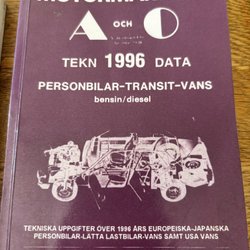 OCH
A O
TEKN 1996 DATA
PERSONBILAR-TRANSIT-VANS
bensin/diesel
TEKNISKA UPPGIFTER ÖVER 1996 ÅRS EUROPEISKA-JAPANSKA
PERSONBILAR-LÄTTA LASTBILAR-VANS SAMT USA VANS